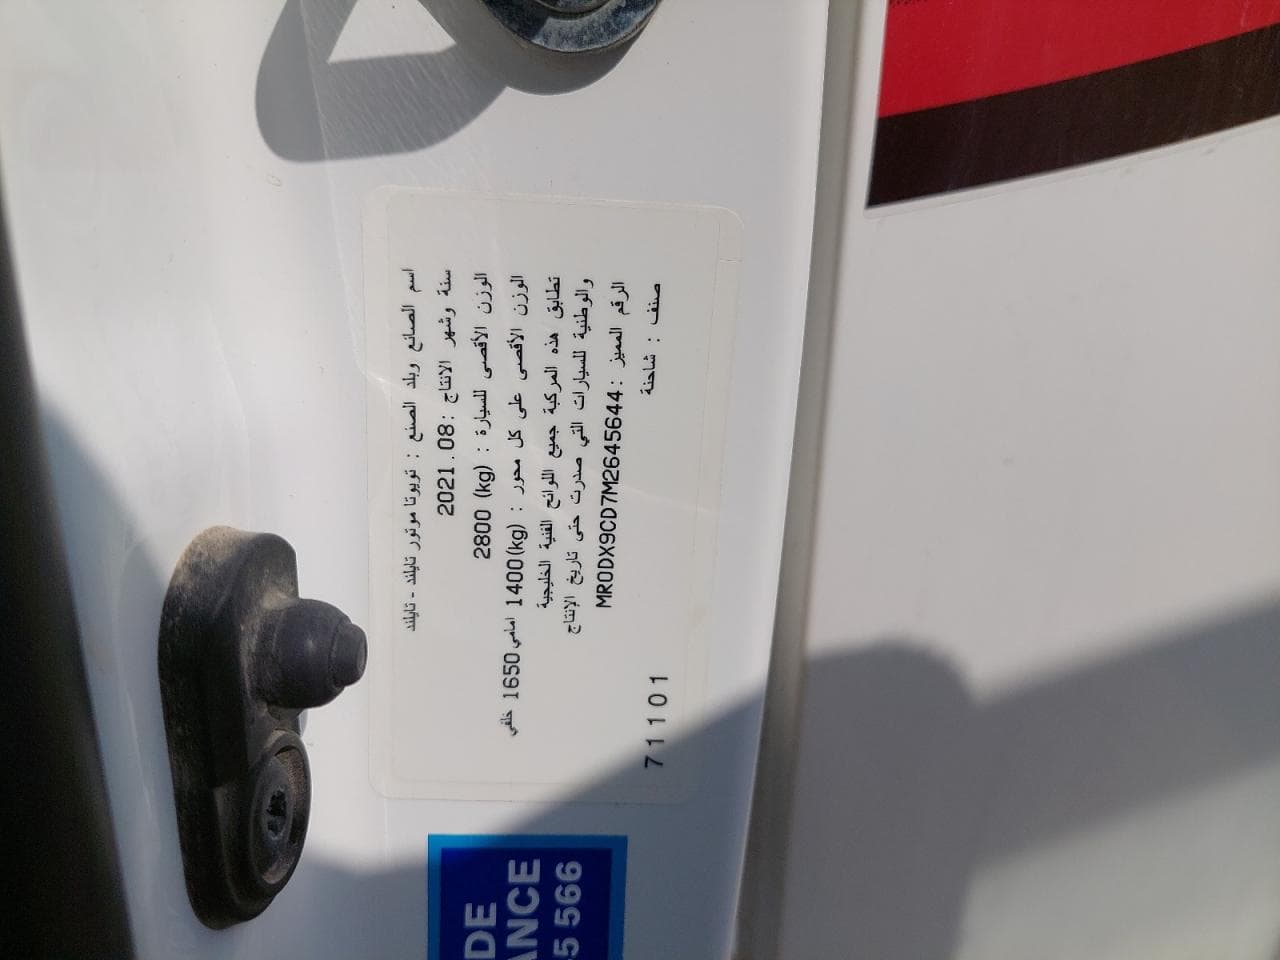 اسم الصانع وبلد الصنع : تويوتا موتور تايلند - تايلند
سنة وشهر الانتاج : 2021.08
الوزن الأقصى للسيارة : 2800 (kg)
الوزن الأقصى على كل محور : 1400(kg) امامي 1650 خلفي
تطابق هذه المركبة جميع اللوائح الفنية الخليجية
والوطنية للسيارات التي صدرت حتى تاريخ الإنتاج
الرقم المميز : MR0DX9CD7M2645644
صنف : شاحنة
71101
DE
ANCE
5 566